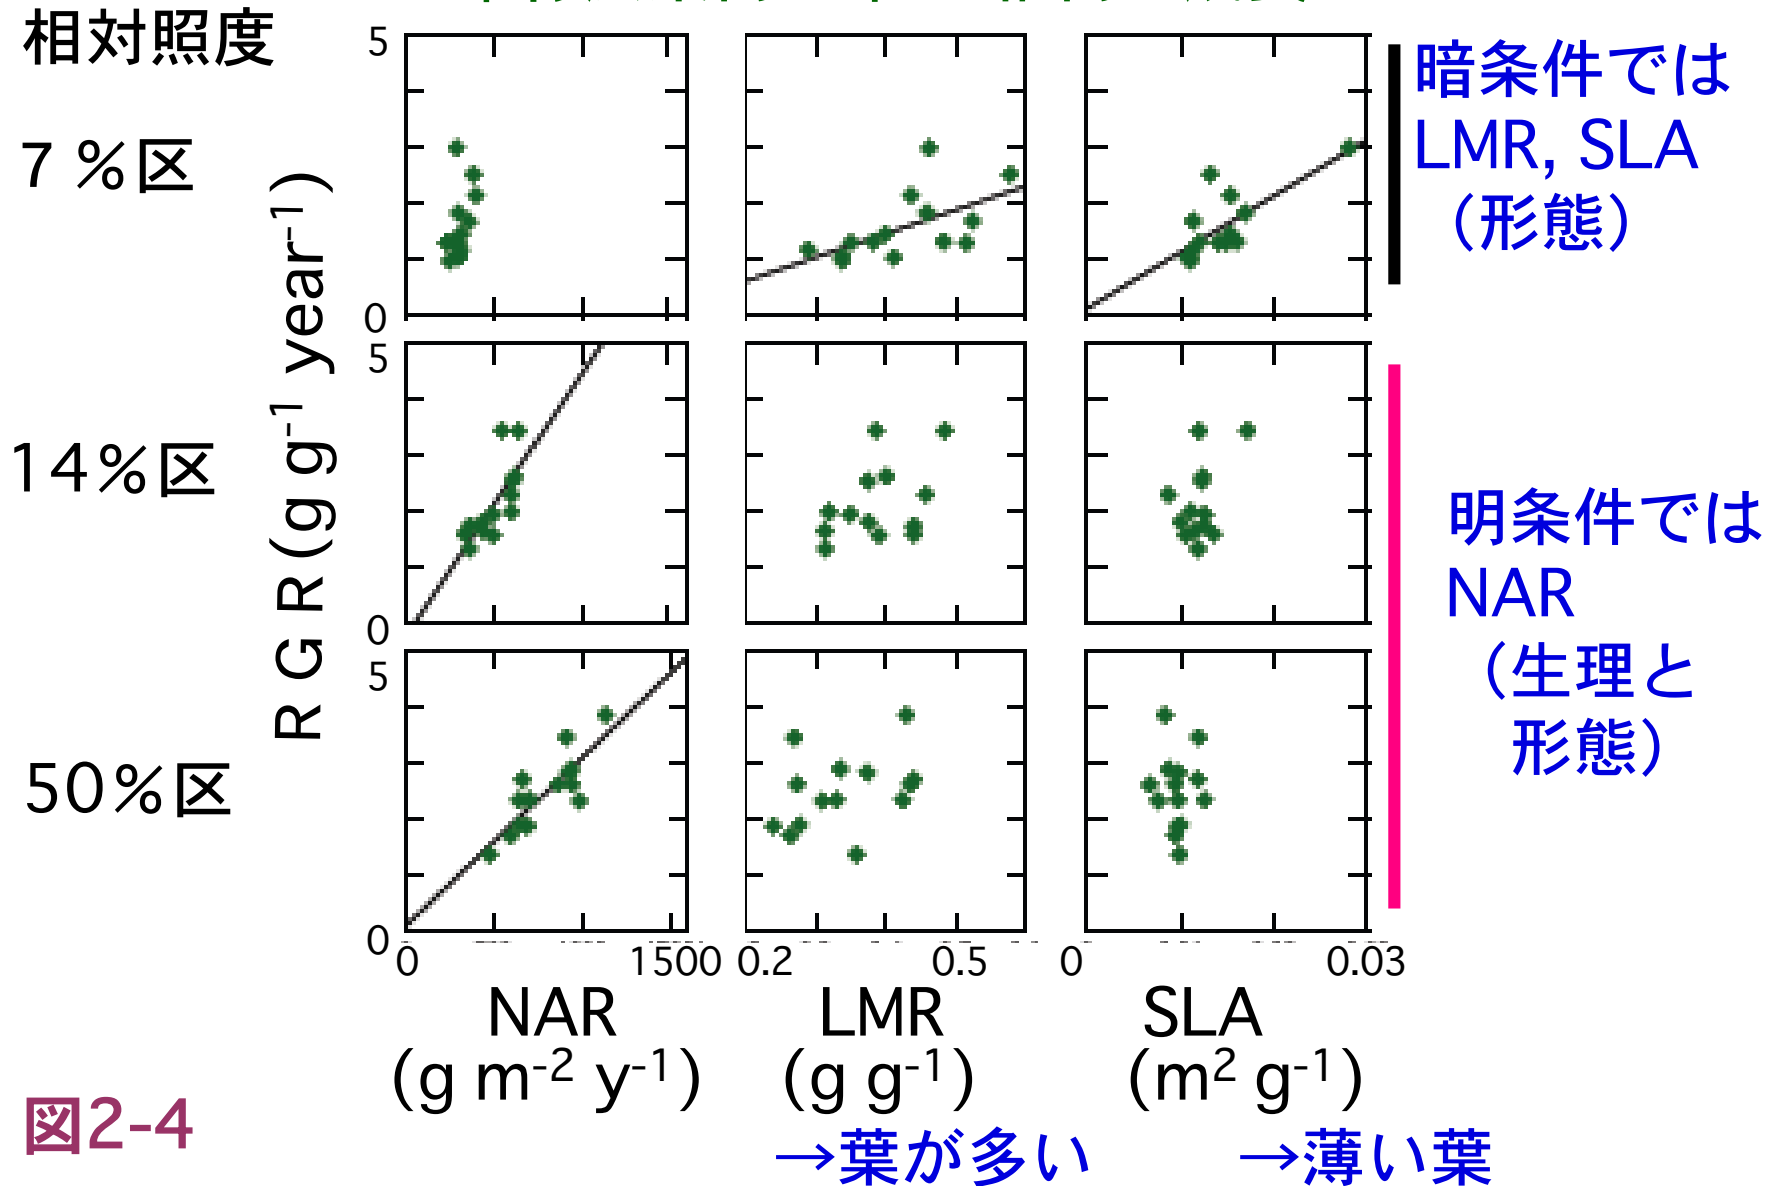 相対照度
7 %区
14%区
50%区
R G R (g g-1 year-1)
5
0
5
0
5
0
0
1500
0.2
0.5
0
0.03
NAR
(g m-2 y-1)
LMR
(g g-1)
SLA
(m2 g-1)
→葉が多い
→薄い葉
暗条件では
LMR, SLA
（形態）
明条件では
NAR
（生理と
形態）
図2-4